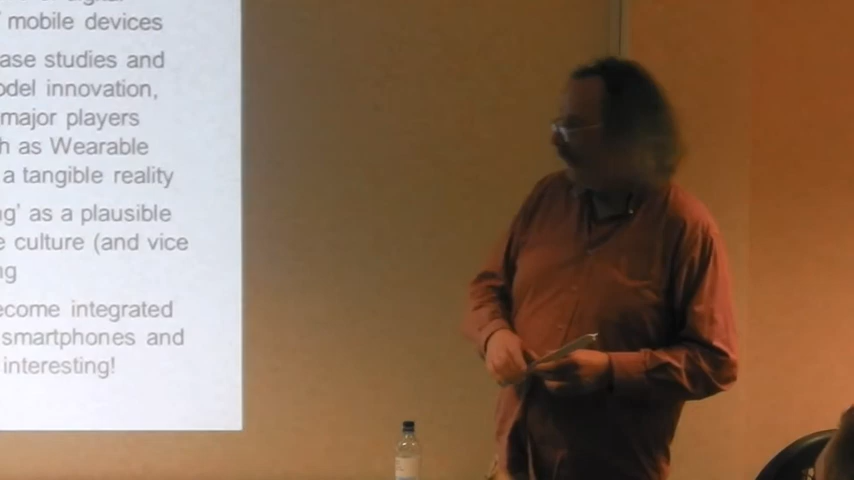 mobile devices
ase studies and
odel innovation,
major players
h as Wearable
a tangible reality,
ng' as a plausible
e culture (and vice
ng
ecome integrated
smartphones and
interesting!